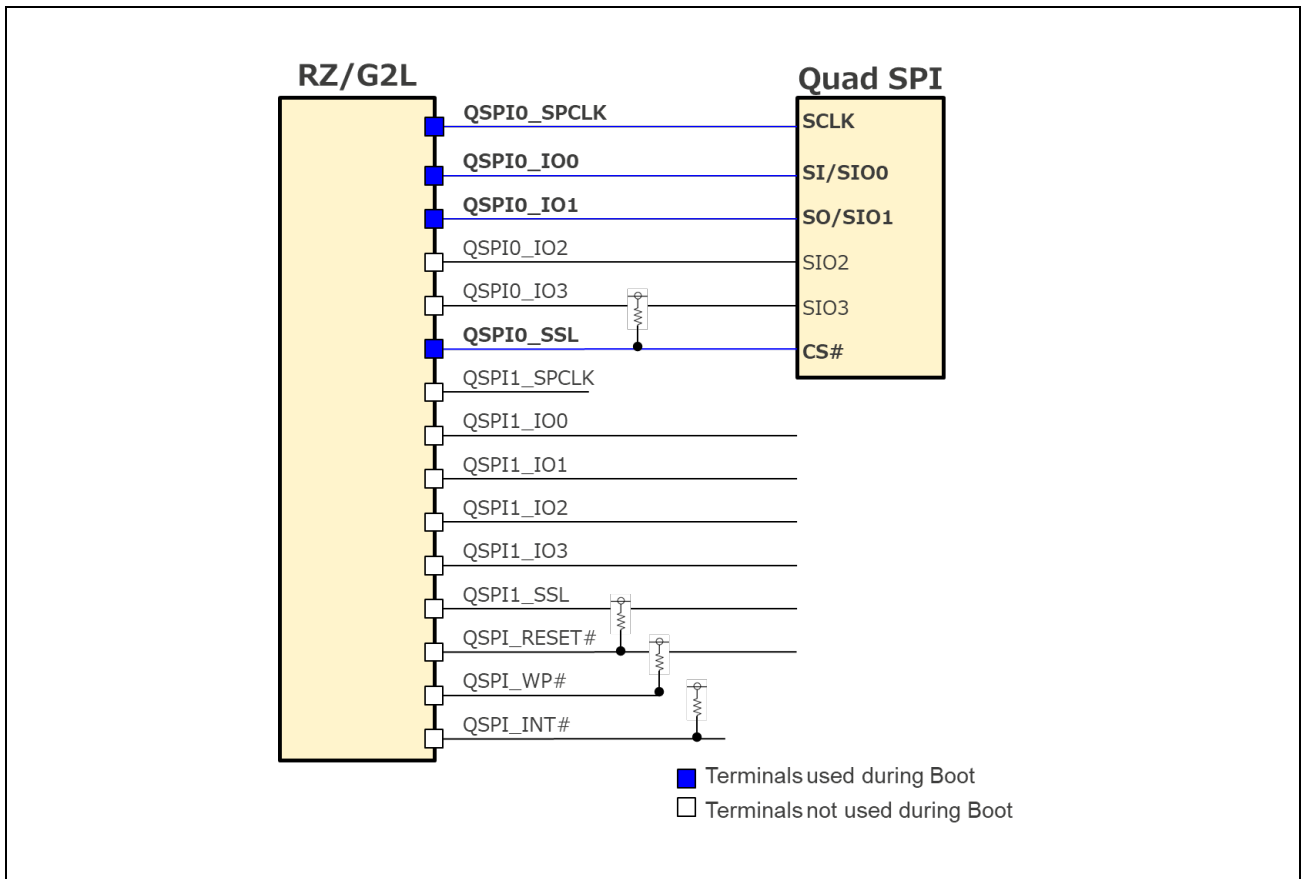 RZ/G2L
Quad SPI
QSPI0_SPCLK
SCLK
QSPI0_IO0
SI/SIO0
QSPI0_IO1
SO/SIO1
QSPI0_IO2
SIO2
QSPI0_IO3
SIO3
QSPI0_SSL
CS#
QSPI1_SPCLK
QSPI1_IO0
QSPI1_IO1
QSPI1_IO2
QSPI1_IO3
QSPI1_SSL
QSPI_RESET#
QSPI_WP#
QSPI_INT#
Terminals used during Boot
Terminals not used during Boot